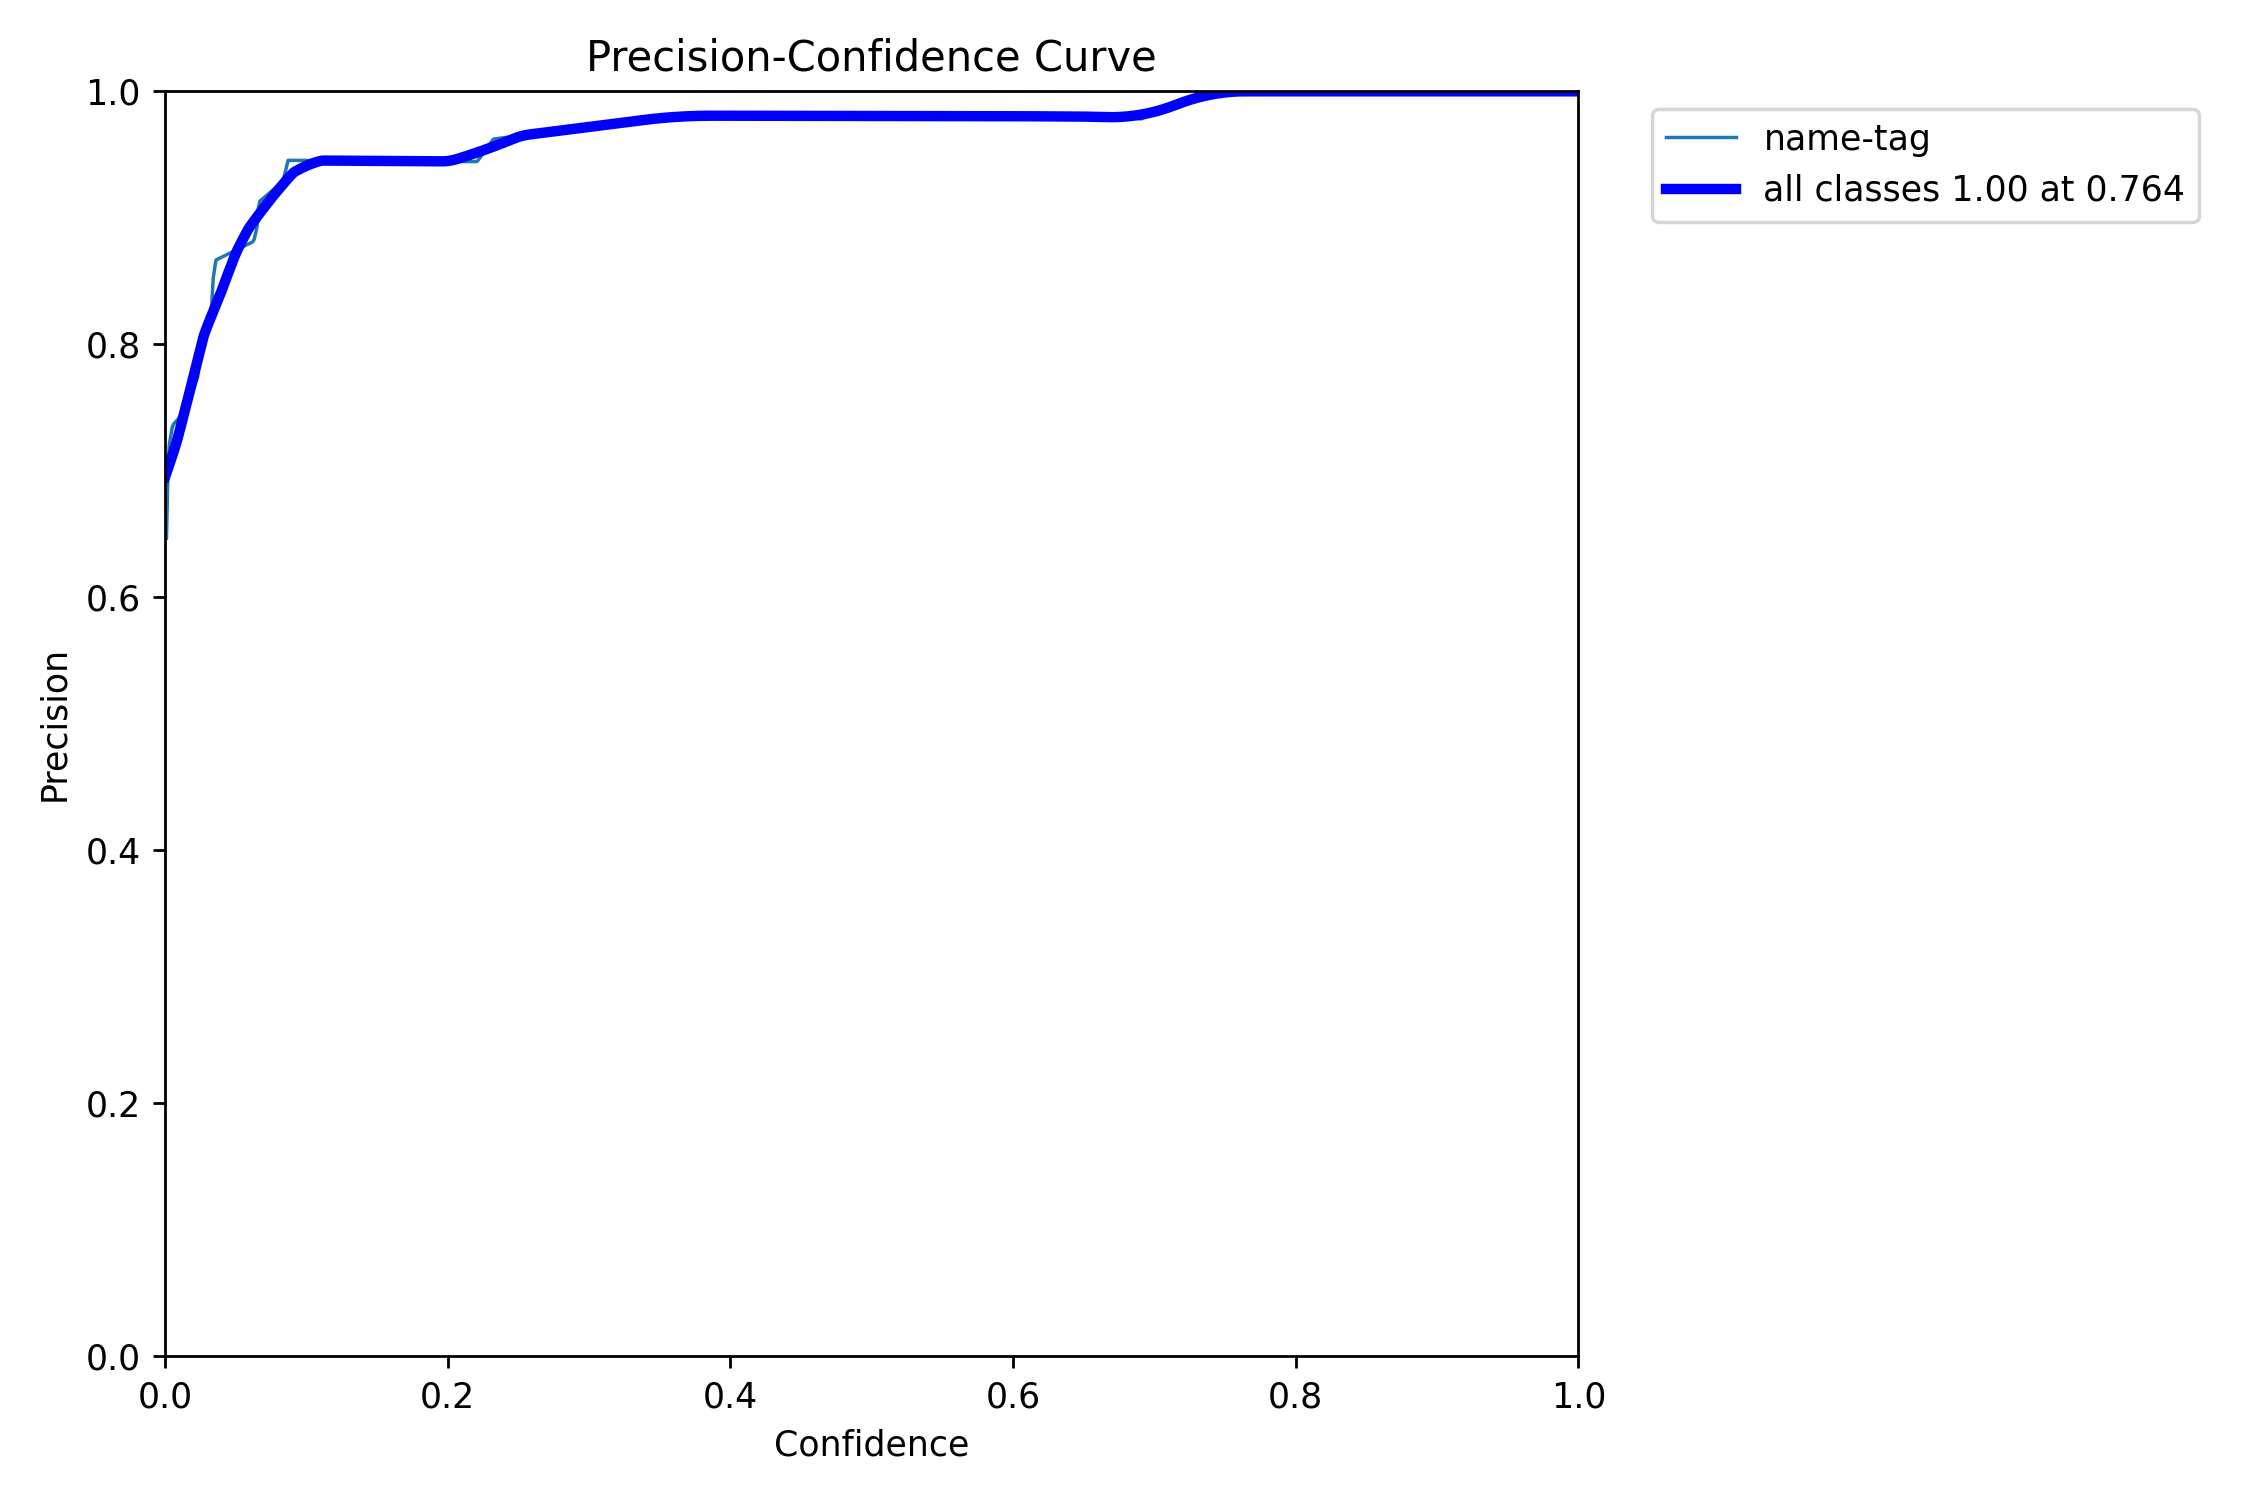 Precision-Confidence Curve
name-tag
all classes 1.00 at 0.764
1.0
0.8
0.6
0.4
0.2
0.0
Precision
0.0 0.2 0.4 0.6 0.8 1.0
Confidence